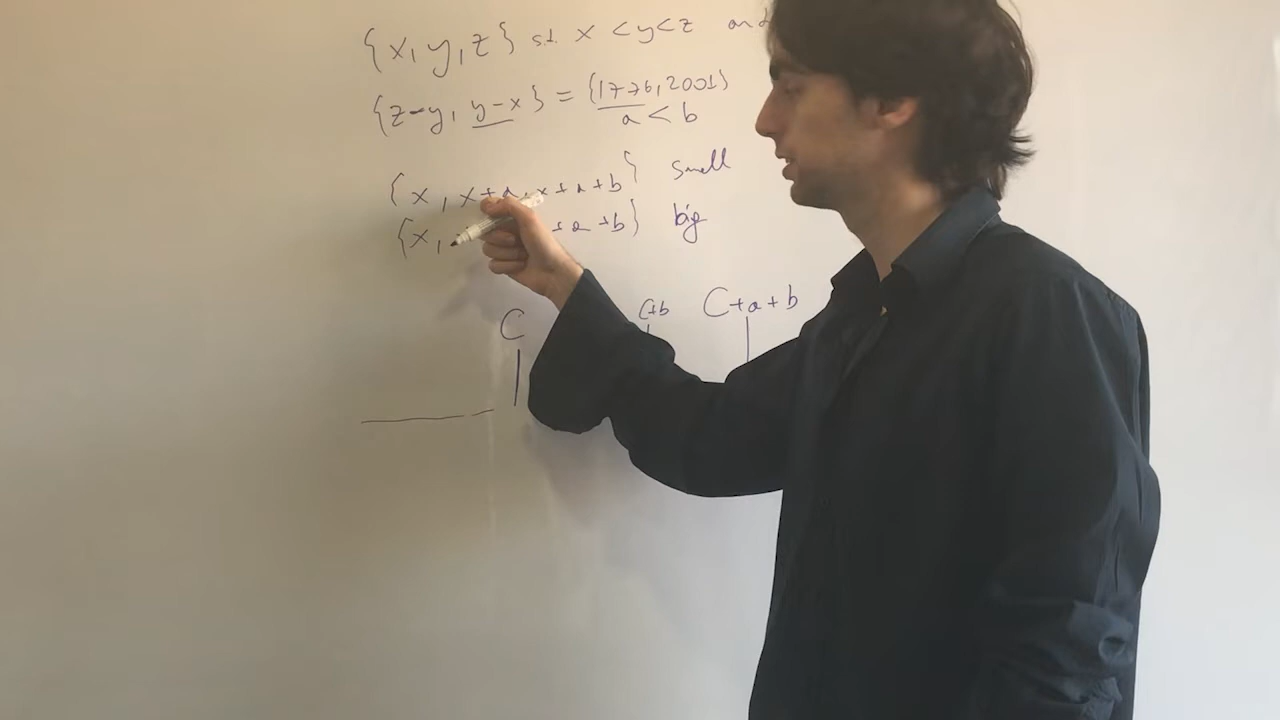 {x, y, z} s.t. x < y < z and
{z-y, y-x} = {1776, 2001}
a < b
{x, x+a, x+a+b} small
{x, +a+b} big
C C+b C+a+b